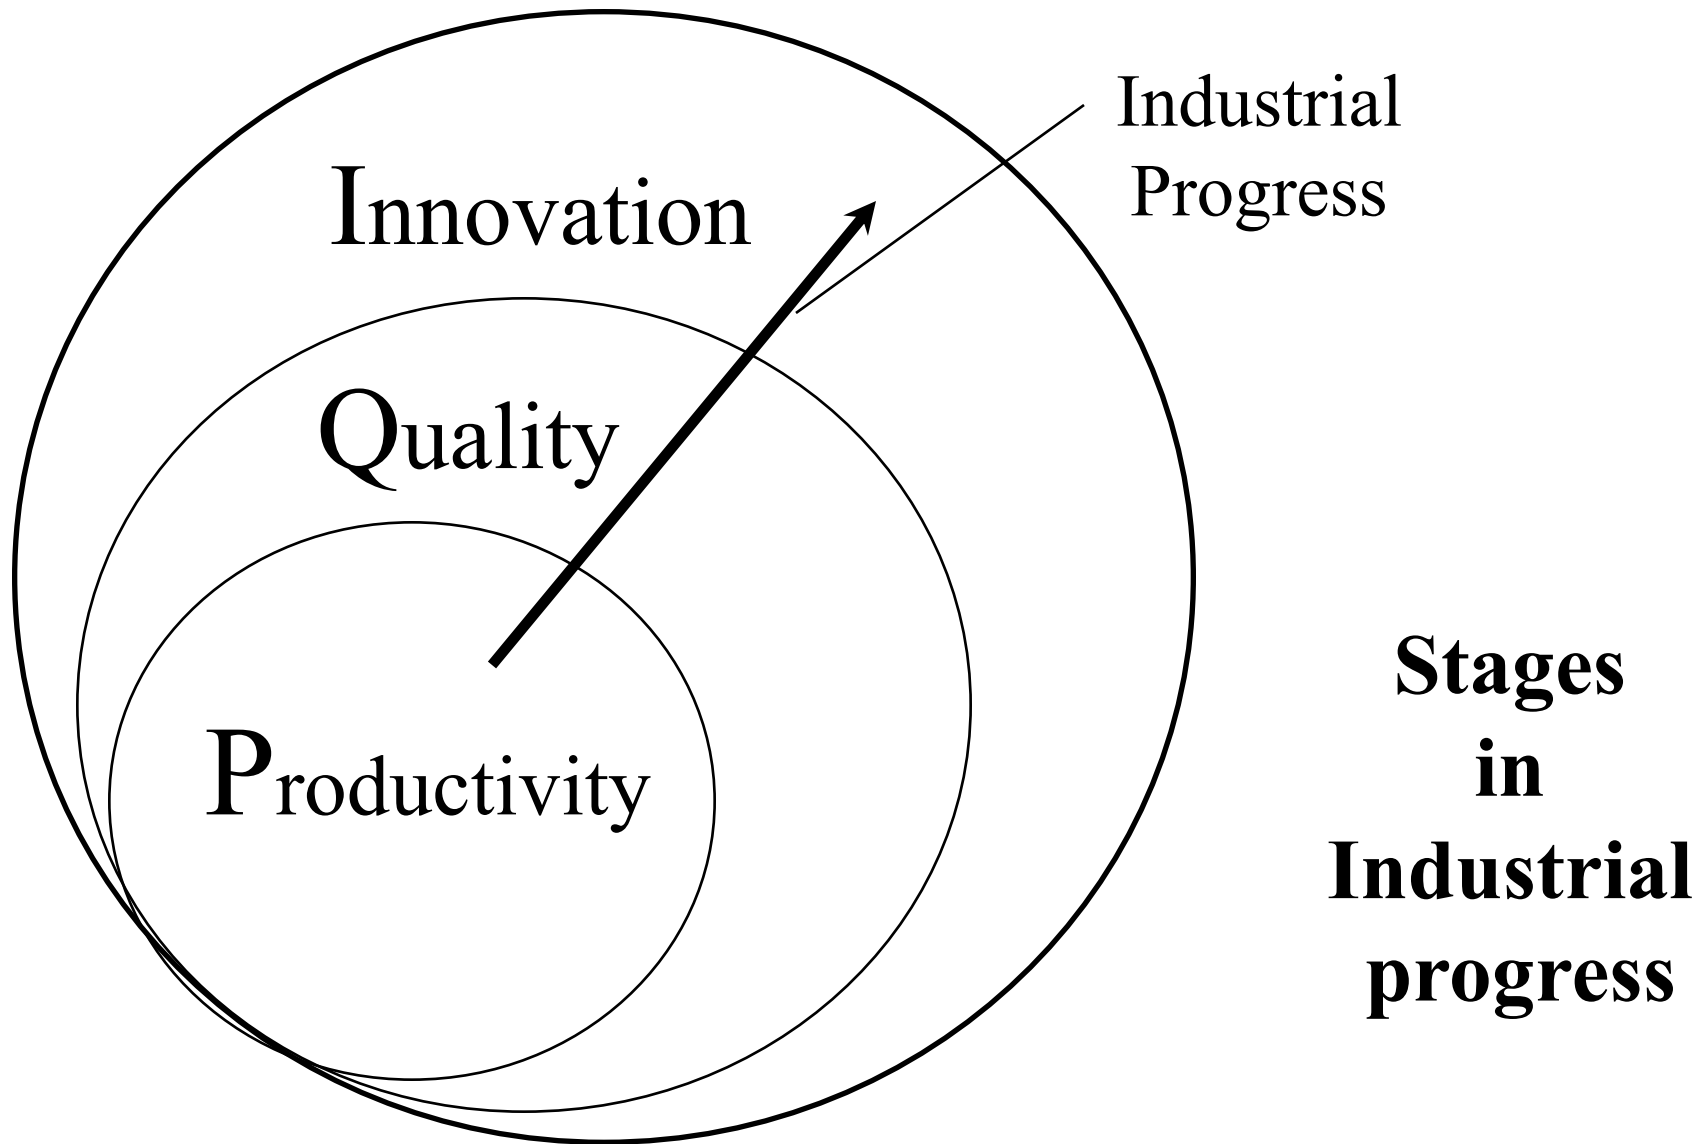 Industrial
Progress
Innovation
Quality
Productivity
Stages
in
Industrial
progress